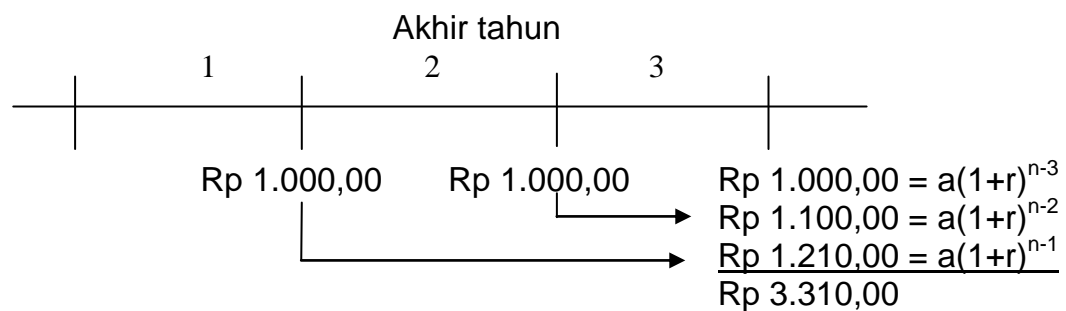 Akhir tahun
1 2 3
Rp 1.000,00 Rp 1.000,00 Rp 1.000,00 = a(1+r)^{n-3}
Rp 1.100,00 = a(1+r)^{n-2}
Rp 1.210,00 = a(1+r)^{n-1}
Rp 3.310,00